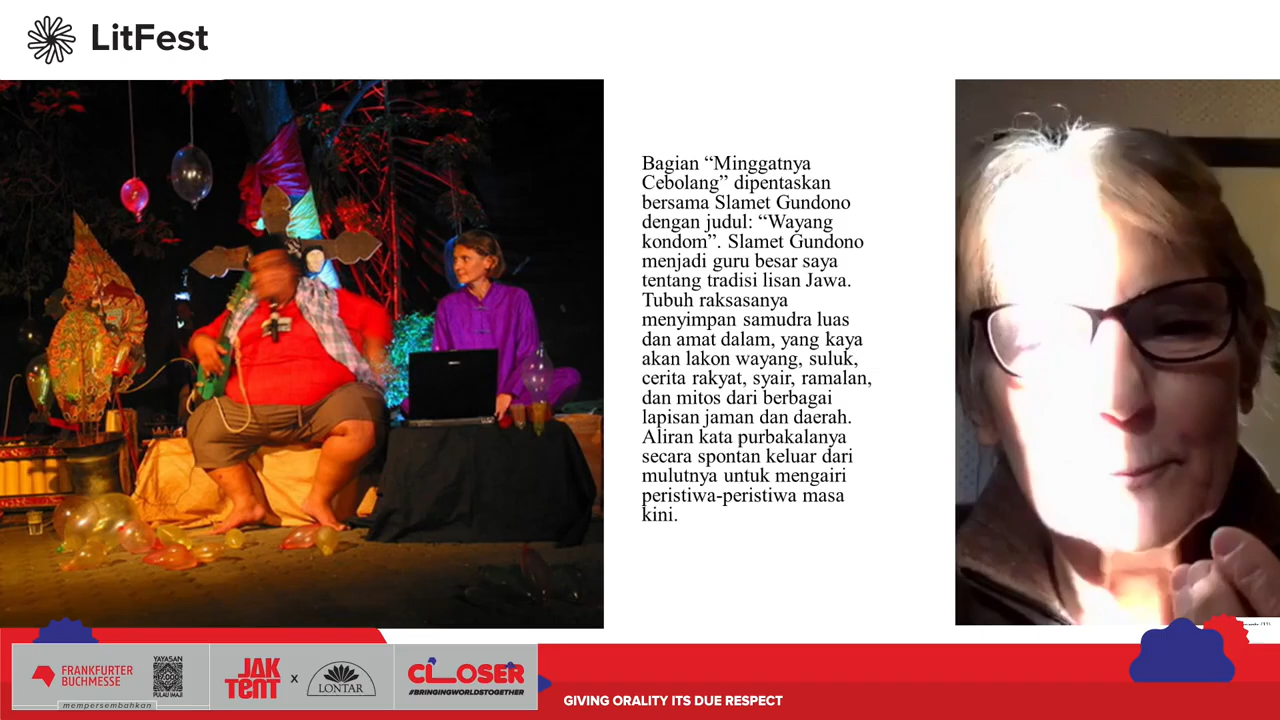 LitFest
Bagian “Minggatnya
Cebolang” dipentaskan
bersama Slamet Gundono
dengan judul: “Wayang
kondom”. Slamet Gundono
menjadi guru besar saya
tentang tradisi lisan Jawa.
Tubuh raksasanya
menyimpan samudra luas
dan amat dalam, yang kaya
akan lakon wayang, suluk,
cerita rakyat, syair, ramalan,
dan mitos dari berbagai
lapisan jaman dan daerah.
Aliran kata purbakalanya
secara spontan keluar dari
mulutnya untuk mengairi
peristiwa-peristiwa masa
kini.
FRANKFURTER
BUCHMESSE
YAYASAN
17.000
PULAU IMAJI
mempersembahkan
JAK
TENT
x
LONTAR
CLOSER
#BRINGINGWORLDSTOGETHER
GIVING ORALITY ITS DUE RESPECT